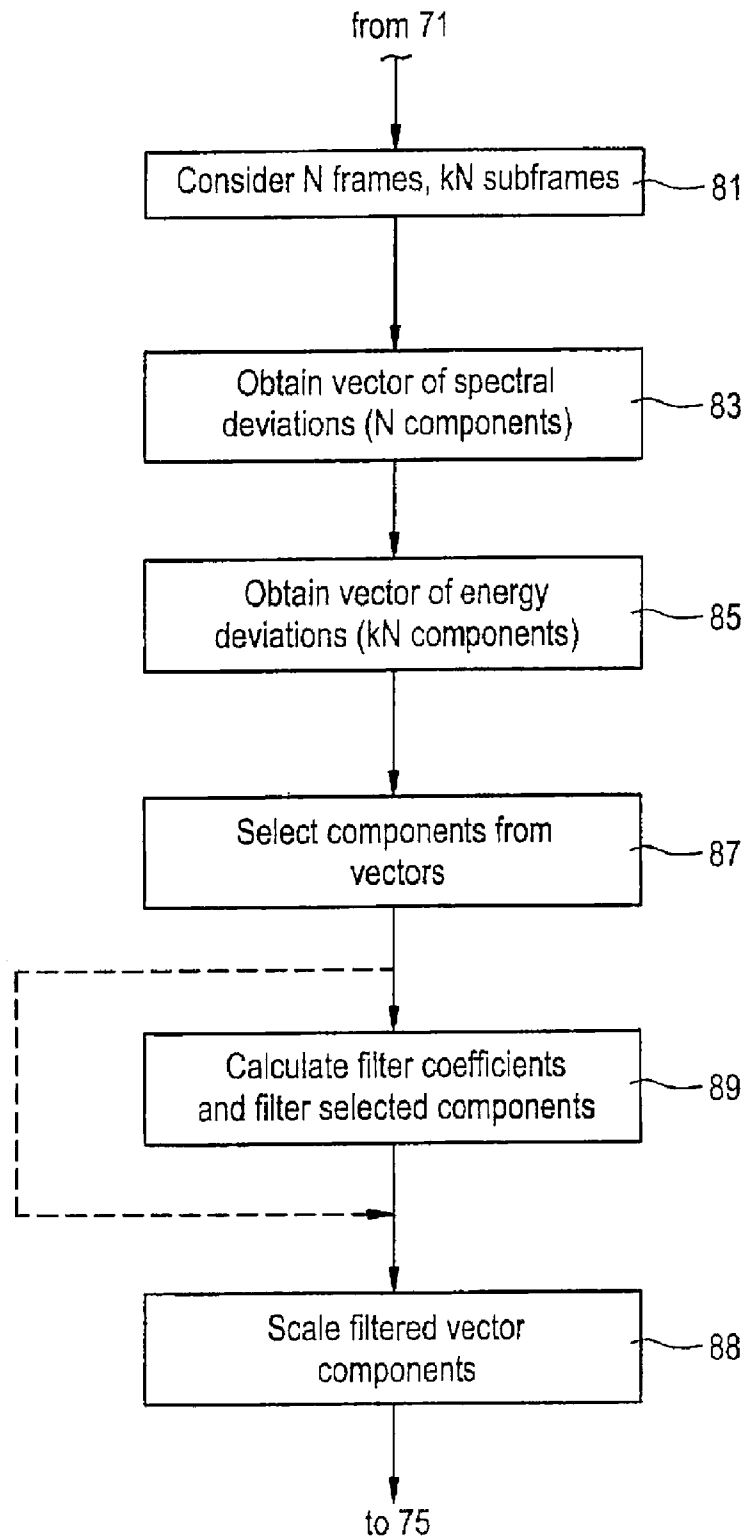 from 71
Consider N frames, kN subframes
81
Obtain vector of spectral
deviations (N components)
83
Obtain vector of energy
deviations (kN components)
85
Select components from
vectors
87
Calculate filter coefficients
and filter selected components
89
Scale filtered vector
components
88
to 75